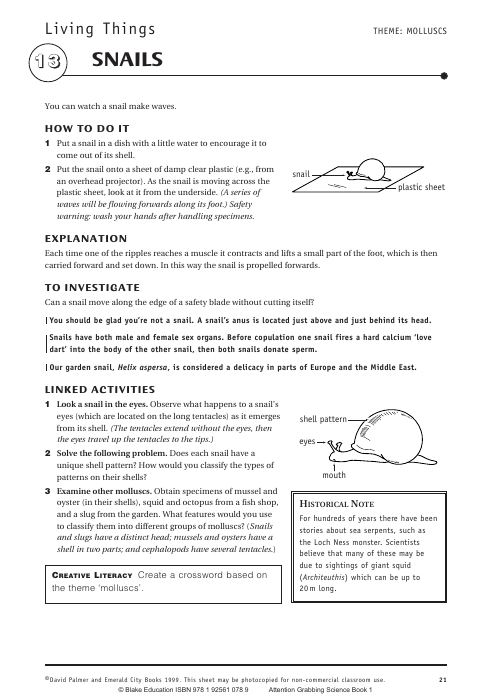 Living Things
THEME: MOLLUSCS
13
SNAILS
You can watch a snail make waves.
HOW TO DO IT
1 Put a snail in a dish with a little water to encourage it to
come out of its shell.
2 Put the snail onto a sheet of damp clear plastic (e.g., from
an overhead projector). As the snail is moving across the
plastic sheet, look at it from the underside. (A series of
waves will be flowing forwards along its foot.) Safety
warning: wash your hands after handling specimens.
snail
plastic sheet
EXPLANATION
Each time one of the ripples reaches a muscle it contracts and lifts a small part of the foot, which is then
carried forward and set down. In this way the snail is propelled forwards.
TO INVESTIGATE
Can a snail move along the edge of a safety blade without cutting itself?
You should be glad you're not a snail. A snail's anus is located just above and just behind its head.
Snails have both male and female sex organs. Before copulation one snail fires a hard calcium 'love
dart' into the body of the other snail, then both snails donate sperm.
Our garden snail, Helix aspersa, is considered a delicacy in parts of Europe and the Middle East.
LINKED ACTIVITIES
1 Look a snail in the eyes. Observe what happens to a snail's
eyes (which are located on the long tentacles) as it emerges
from its shell. (The tentacles extend without the eyes, then
the eyes travel up the tentacles to the tips.)
2 Solve the following problem. Does each snail have a
unique shell pattern? How would you classify the types of
patterns on their shells?
3 Examine other molluscs. Obtain specimens of mussel and
oyster (in their shells), squid and octopus from a fish shop,
and a slug from the garden. What features would you use
to classify them into different groups of molluscs? (Snails
and slugs have a distinct head; mussels and oysters have a
shell in two parts; and cephalopods have several tentacles.)
shell pattern
eyes
mouth
HISTORICAL NOTE
For hundreds of years there have been
stories about sea serpents, such as
the Loch Ness monster. Scientists
believe that many of these may be
due to sightings of giant squid
(Architeuthis) which can be up to
20m long.
CREATIVE LITERACY Create a crossword based on
the theme 'molluscs'.
©David Palmer and Emerald City Books 1999. This sheet may be photocopied for non-commercial classroom use.
21
© Blake Education ISBN 978 1 92561 078 9 Attention Grabbing Science Book 1